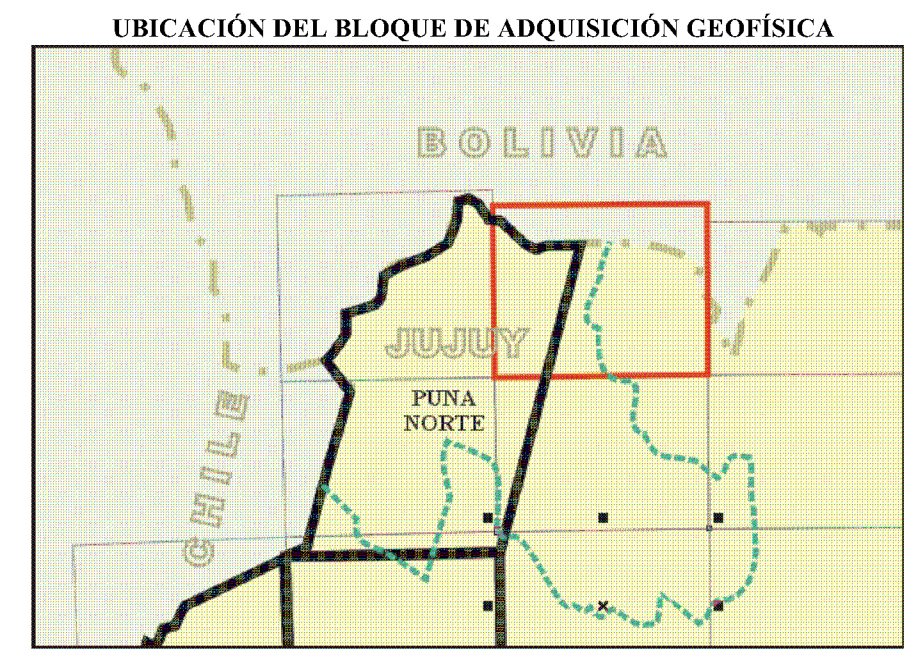 UBICACIÓN DEL BLOQUE DE ADQUISICIÓN GEOFÍSICA
BOLIVIA
JUJUY
PUNA
NORTE
CHILE